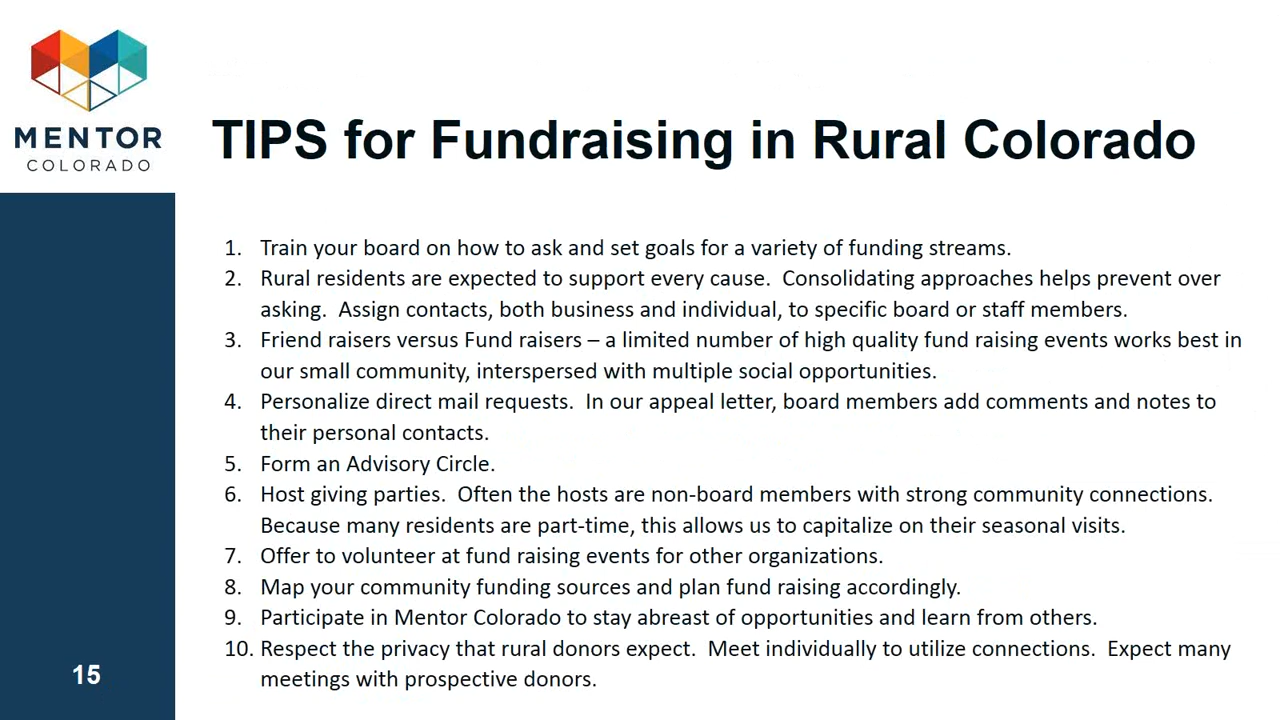 MENTOR
COLORADO
TIPS for Fundraising in Rural Colorado
1. Train your board on how to ask and set goals for a variety of funding streams.
2. Rural residents are expected to support every cause.  Consolidating approaches helps prevent over
asking.  Assign contacts, both business and individual, to specific board or staff members.
3. Friend raisers versus Fund raisers – a limited number of high quality fund raising events works best in
our small community, interspersed with multiple social opportunities.
4. Personalize direct mail requests.  In our appeal letter, board members add comments and notes to
their personal contacts.
5. Form an Advisory Circle.
6. Host giving parties.  Often the hosts are non-board members with strong community connections.
Because many residents are part-time, this allows us to capitalize on their seasonal visits.
7. Offer to volunteer at fund raising events for other organizations.
8. Map your community funding sources and plan fund raising accordingly.
9. Participate in Mentor Colorado to stay abreast of opportunities and learn from others.
10. Respect the privacy that rural donors expect.  Meet individually to utilize connections.  Expect many
meetings with prospective donors.
15